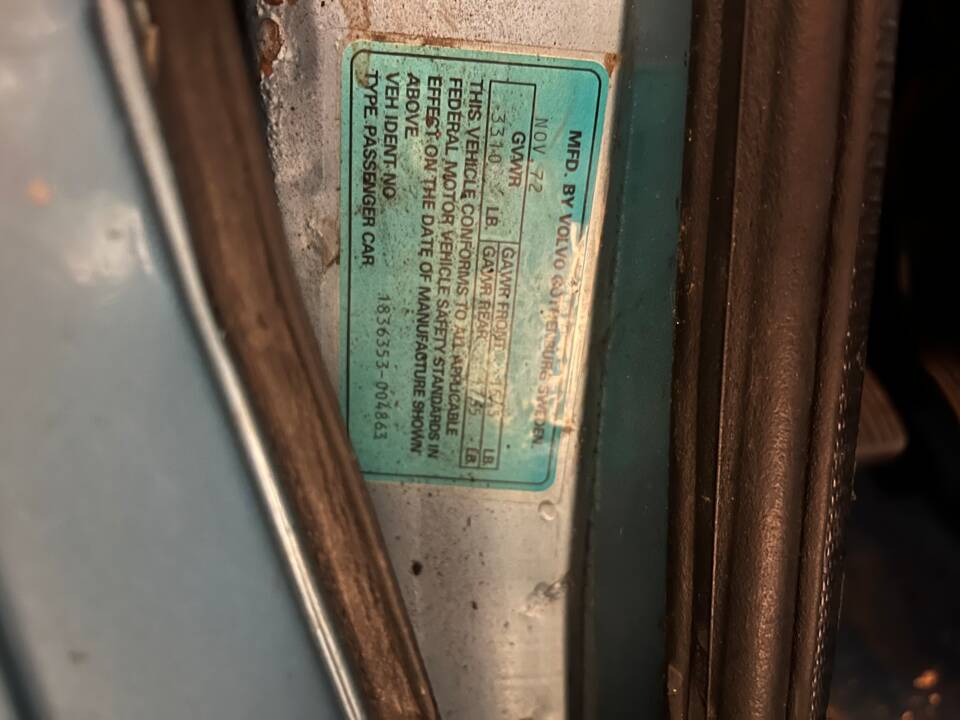 MFD. BY VOLVO GOTHENBURG SWEDEN
NOV 72
GVWR GAWR FRONT LB.
3310 LB. GAWR REAR LB.
THIS VEHICLE CONFORMS TO ALL APPLICABLE
FEDERAL MOTOR VEHICLE SAFETY STANDARDS IN
EFFECT ON THE DATE OF MANUFACTURE SHOWN
ABOVE
VEH IDENT NO 1836353-004863
TYPE PASSENGER CAR